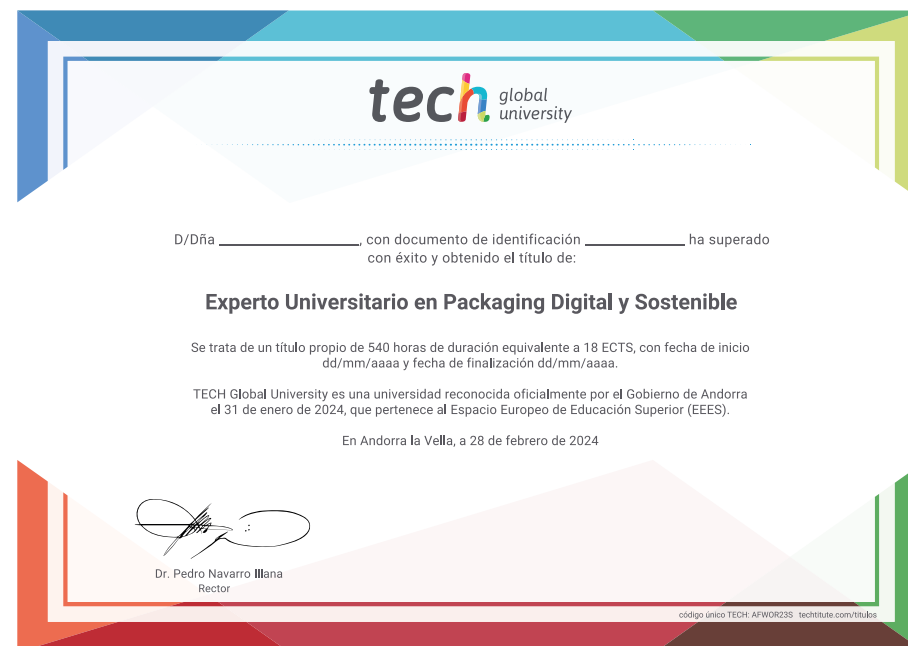 tech global university
D/Dña ______________, con documento de identificación __________ ha superado
con éxito y obtenido el título de:
Experto Universitario en Packaging Digital y Sostenible
Se trata de un título propio de 540 horas de duración equivalente a 18 ECTS, con fecha de inicio
dd/mm/aaaa y fecha de finalización dd/mm/aaaa.
TECH Global University es una universidad reconocida oficialmente por el Gobierno de Andorra
el 31 de enero de 2024, que pertenece al Espacio Europeo de Educación Superior (EEES).
En Andorra la Vella, a 28 de febrero de 2024
Dr. Pedro Navarro Illana
Rector
código único TECH: AFWOR23S techtitute.com/titulos